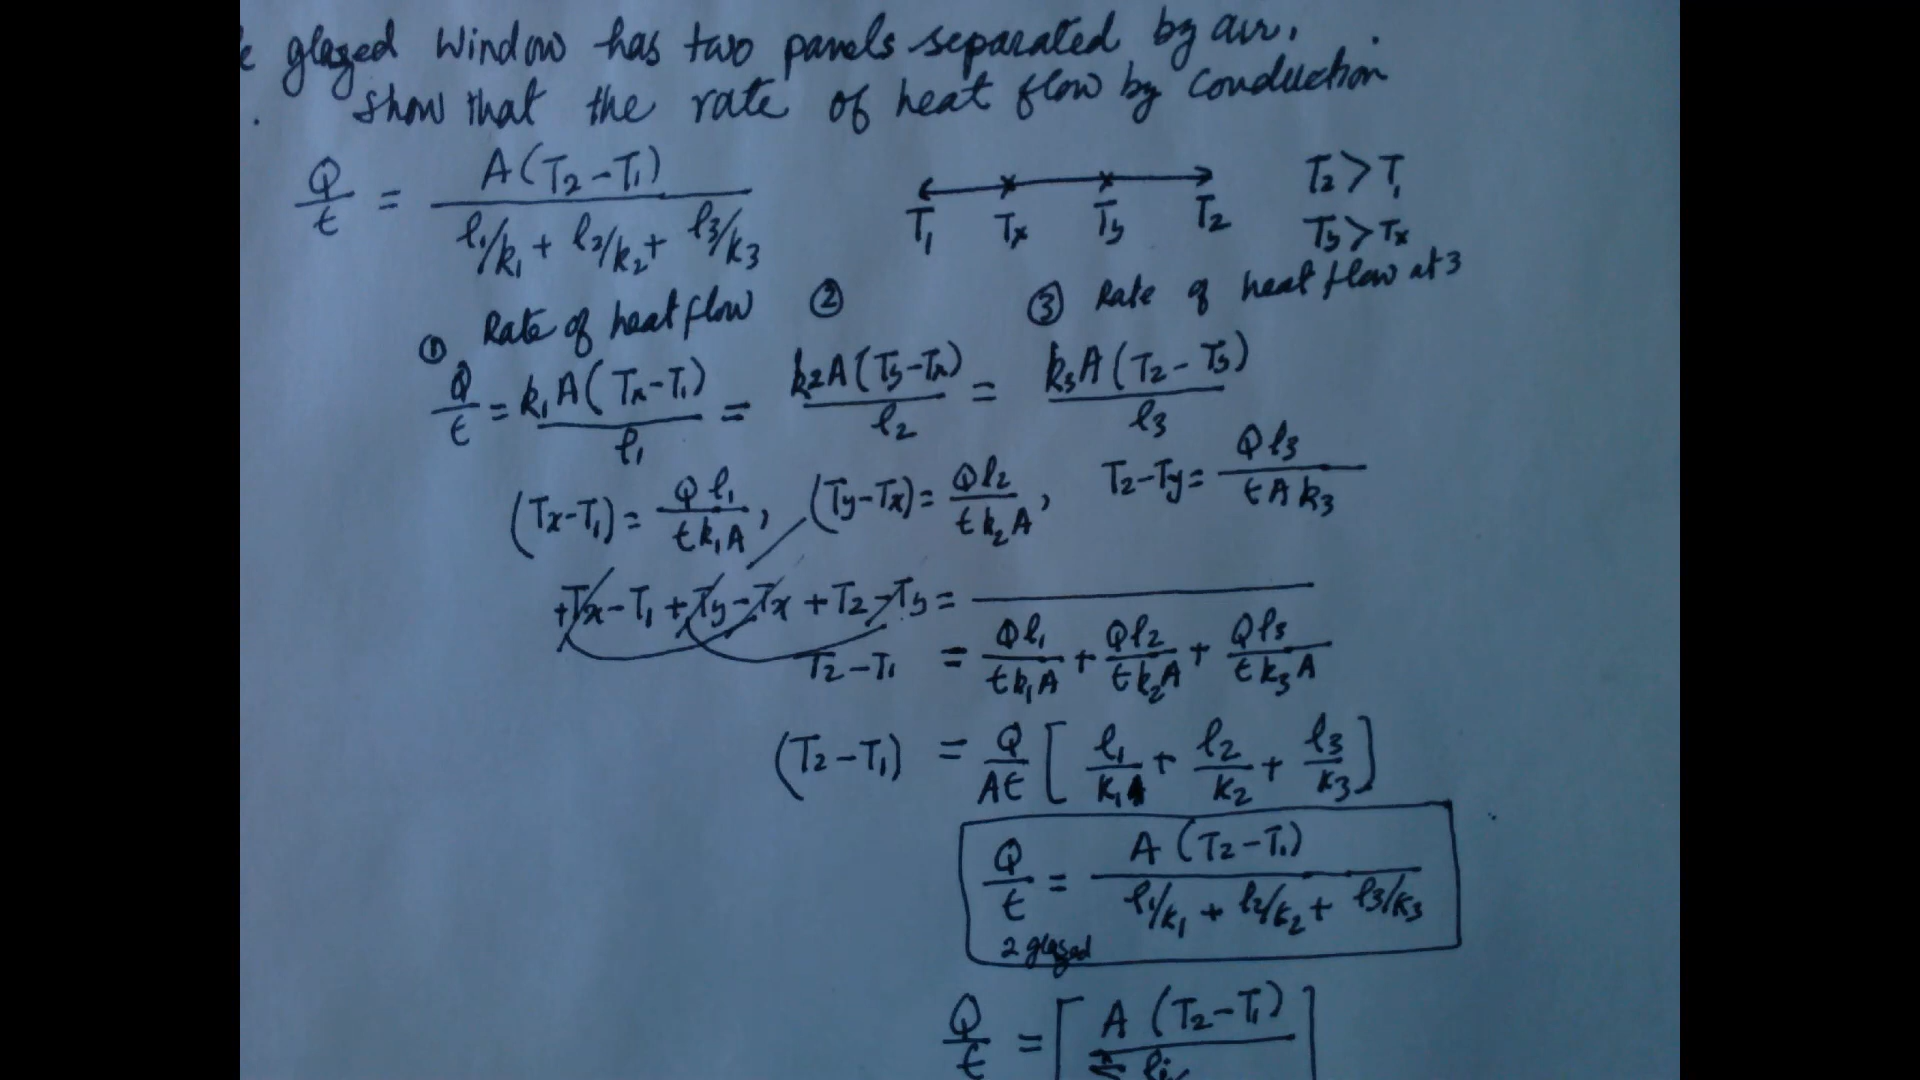 e glazed window has two panels separated by air.
. Show that the rate of heat flow by conduction
Q/t = A(T2-T1) / (l1/k1 + l2/k2 + l3/k3)
T1 Tx Ty T2
T2 > T1
Ty > Tx
① Rate of heat flow ② ③ Rate of heat flow at 3
Q/t = k1A(Tx-T1)/l1 = k2A(Ty-Tx)/l2 = k3A(T2-Ty)/l3
(Tx-T1) = Ql1/tk1A, (Ty-Tx) = Ql2/tk2A, T2-Ty = Ql3/tAk3
+Tx-T1+Ty-Tx+T2-Ty =
T2-T1 = Ql1/tk1A + Ql2/tk2A + Ql3/tk3A
(T2-T1) = Q/At [l1/k1 + l2/k2 + l3/k3]
Q/t = A(T2-T1) / (l1/k1 + l2/k2 + l3/k3)
2 glazed
Q/t = [A(T2-T1)]